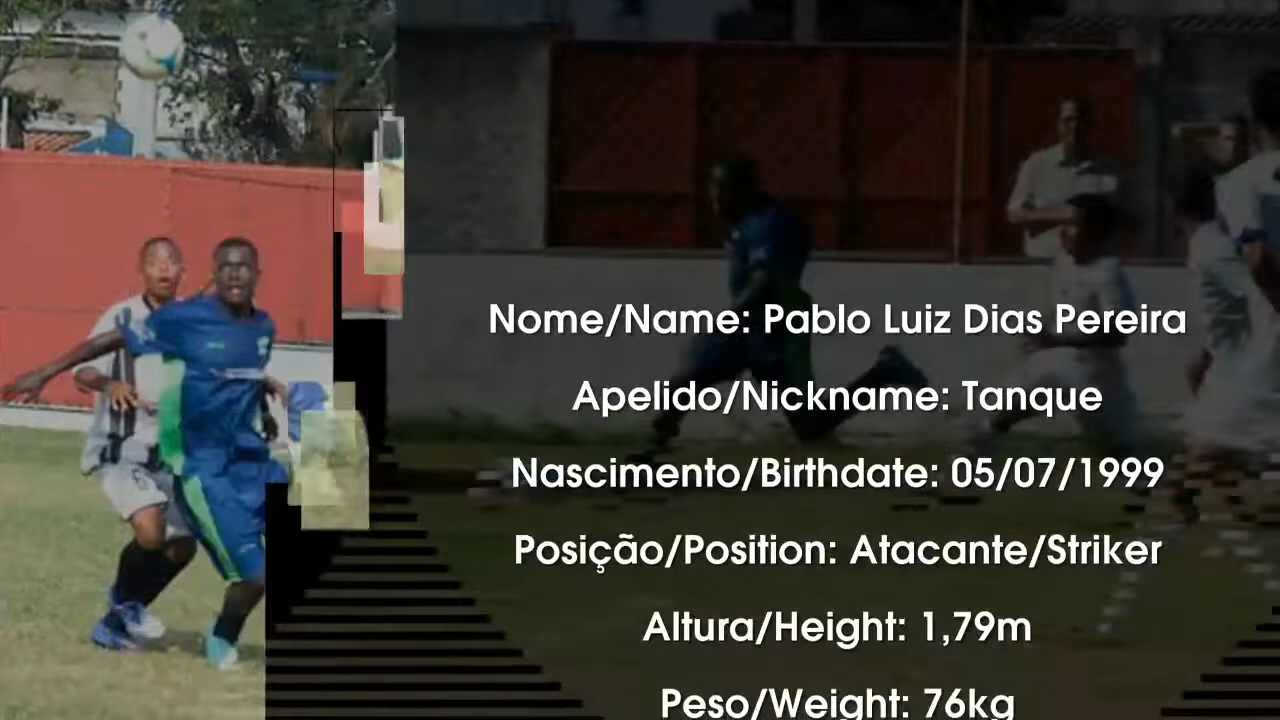 Nome/Name: Pablo Luiz Dias Pereira
Apelido/Nickname: Tanque
Nascimento/Birthdate: 05/07/1999
Posição/Position: Atacante/Striker
Altura/Height: 1,79m
Peso/Weight: 76kg